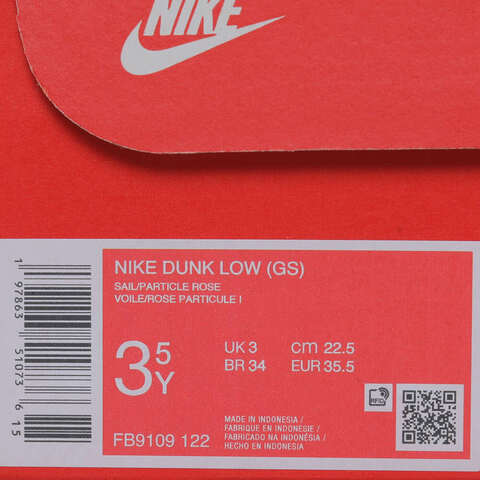 NIKE
NIKE DUNK LOW (GS)
SAIL/PARTICLE ROSE
VOILE/ROSE PARTICULE I
3 5 Y
UK 3 cm 22.5
BR 34 EUR 35.5
RFID
MADE IN INDONESIA /
FABRIQUE EN INDONESIE /
FABRICADO NA INDONÉSIA /
HECHO EN INDONESIA
FB9109 122
1 97863 51073 6 15